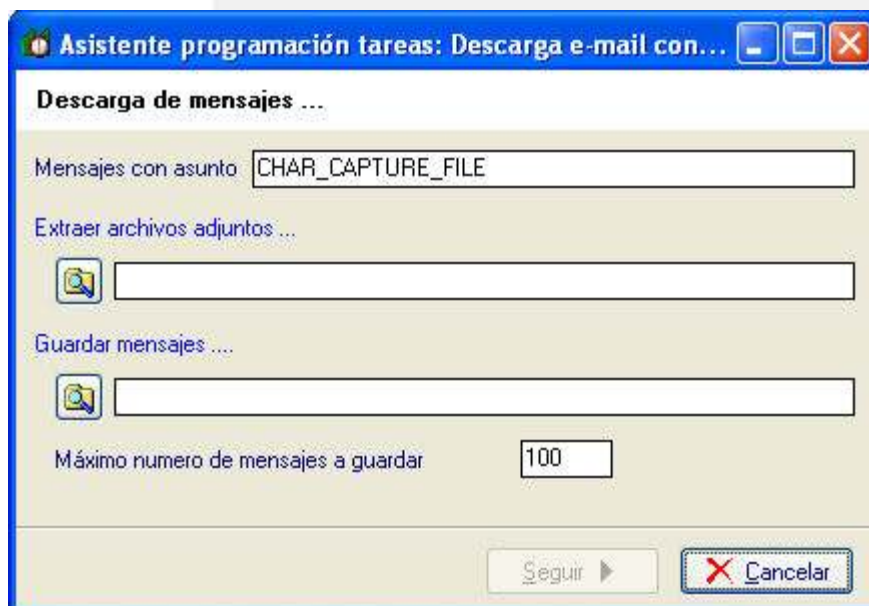 Asistente programación tareas: Descarga e-mail con...
Descarga de mensajes ...
Mensajes con asunto CHAR_CAPTURE_FILE
Extraer archivos adjuntos ...
Guardar mensajes ....
Máximo numero de mensajes a guardar 100
Seguir Cancelar